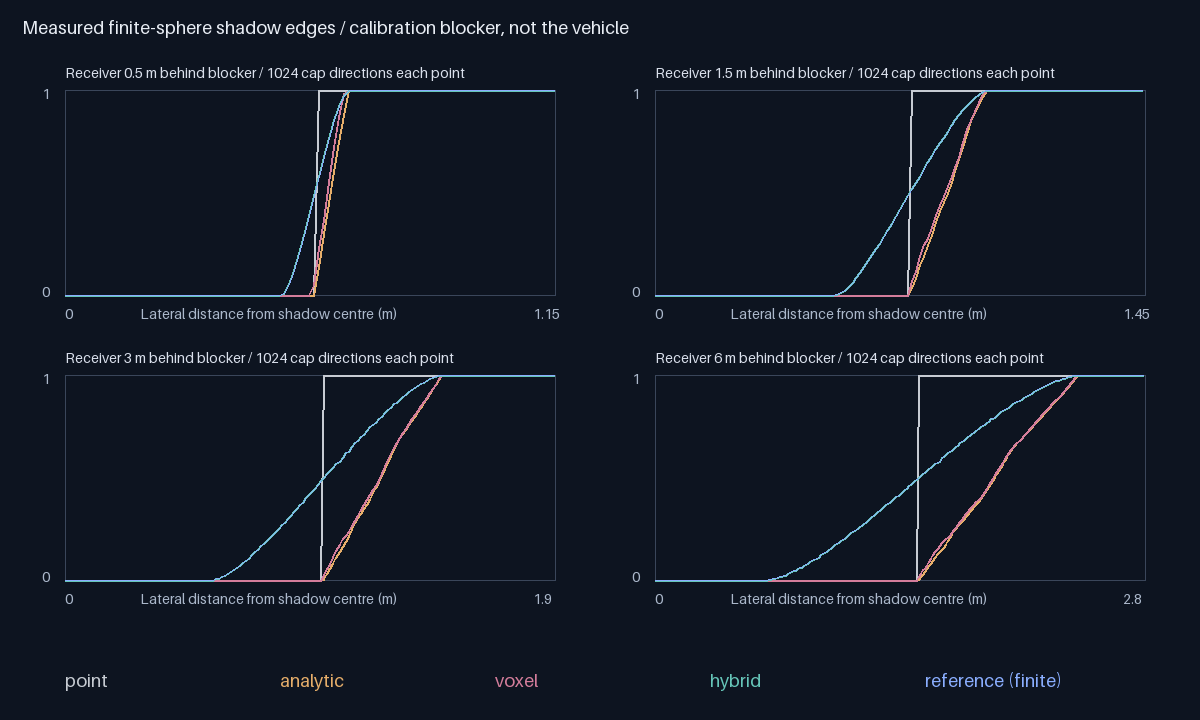 Measured finite-sphere shadow edges / calibration blocker, not the vehicle
Receiver 0.5 m behind blocker / 1024 cap directions each point
1
0
0
Lateral distance from shadow centre (m)
1.15
Receiver 1.5 m behind blocker / 1024 cap directions each point
1
0
0
Lateral distance from shadow centre (m)
1.45
Receiver 3 m behind blocker / 1024 cap directions each point
1
0
0
Lateral distance from shadow centre (m)
1.9
Receiver 6 m behind blocker / 1024 cap directions each point
1
0
0
Lateral distance from shadow centre (m)
2.8
point
analytic
voxel
hybrid
reference (finite)